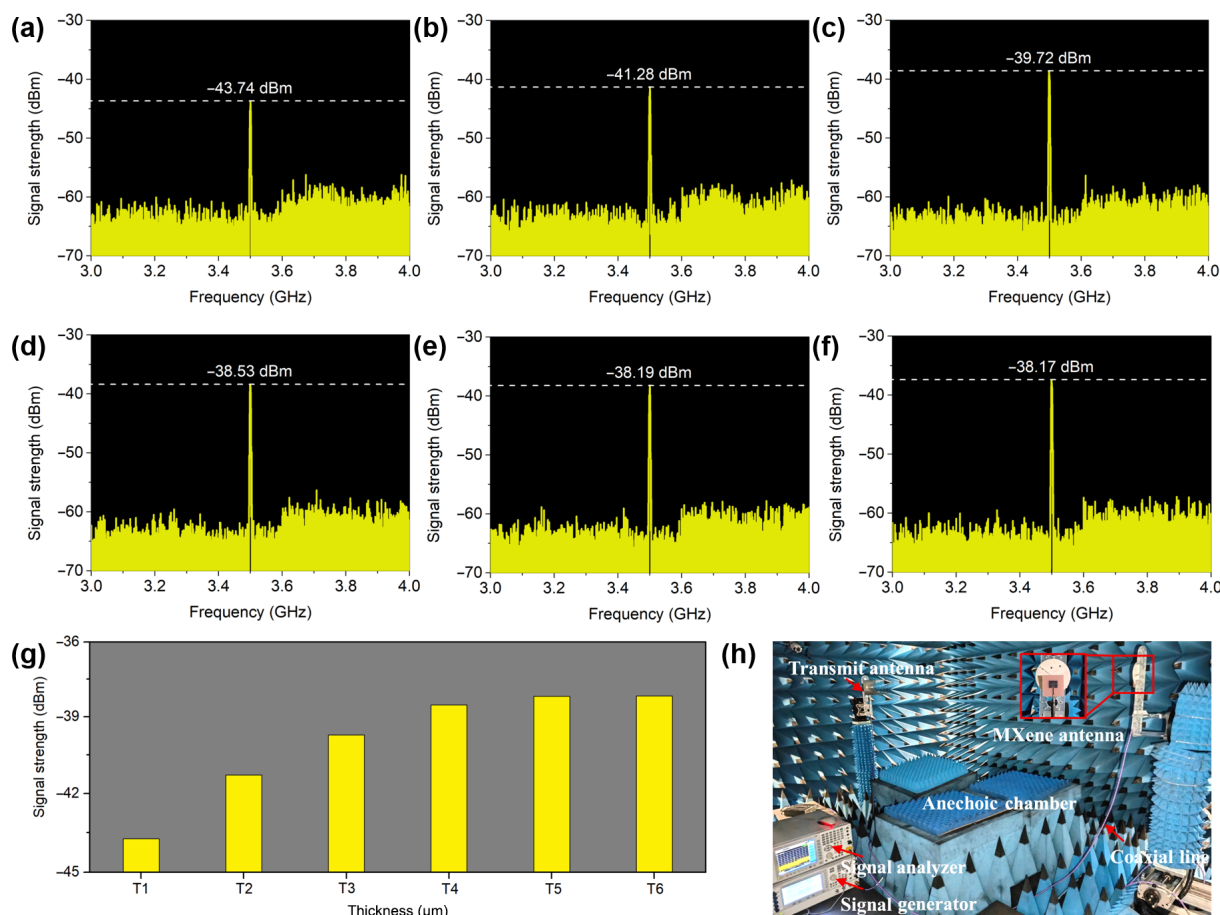 (a)
−30
−40
−50
−60
−70
Signal strength (dBm)
−43.74 dBm
3.0 3.2 3.4 3.6 3.8 4.0
Frequency (GHz)
(b)
−30
−40
−50
−60
−70
Signal strength (dBm)
−41.28 dBm
3.0 3.2 3.4 3.6 3.8 4.0
Frequency (GHz)
(c)
−30
−40
−50
−60
−70
Signal strength (dBm)
−39.72 dBm
3.0 3.2 3.4 3.6 3.8 4.0
Frequency (GHz)
(d)
−30
−40
−50
−60
−70
Signal strength (dBm)
−38.53 dBm
3.0 3.2 3.4 3.6 3.8 4.0
Frequency (GHz)
(e)
−30
−40
−50
−60
−70
Signal strength (dBm)
−38.19 dBm
3.0 3.2 3.4 3.6 3.8 4.0
Frequency (GHz)
(f)
−30
−40
−50
−60
−70
Signal strength (dBm)
−38.17 dBm
3.0 3.2 3.4 3.6 3.8 4.0
Frequency (GHz)
(g)
−36
−39
−42
−45
Signal strength (dBm)
T1 T2 T3 T4 T5 T6
Thickness (um)
(h)
Transmit antenna
MXene antenna
Anechoic chamber
Coaxial line
Signal analyzer
Signal generator